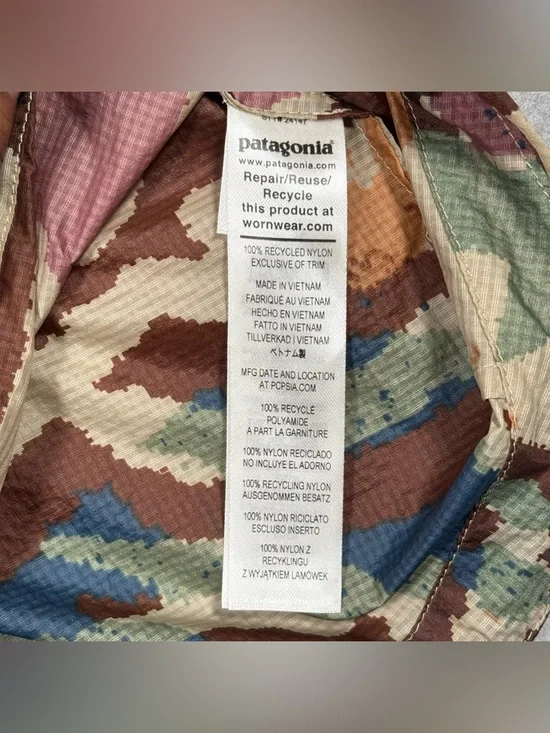 patagonia®
www.patagonia.com
Repair/Reuse/
Recycle
this product at
wornwear.com
100% RECYCLED NYLON
EXCLUSIVE OF TRIM
MADE IN VIETNAM
FABRIQUÉ AU VIETNAM
HECHO EN VIETNAM
FATTO IN VIETNAM
TILLVERKAD I VIETNAM
ベトナム製
MFG DATE AND LOCATION
AT PCPSIA.COM
100% RECYCLÉ
POLYAMIDE
A PART LA GARNITURE
100% NYLON RECICLADO
NO INCLUYE EL ADORNO
100% RECYCLING NYLON
AUSGENOMMEN BESATZ
100% NYLON RICICLATO
ESCLUSO INSERTO
100% NYLON Z
RECYKLINGU
Z WYJĄTKIEM LAMÓWEK